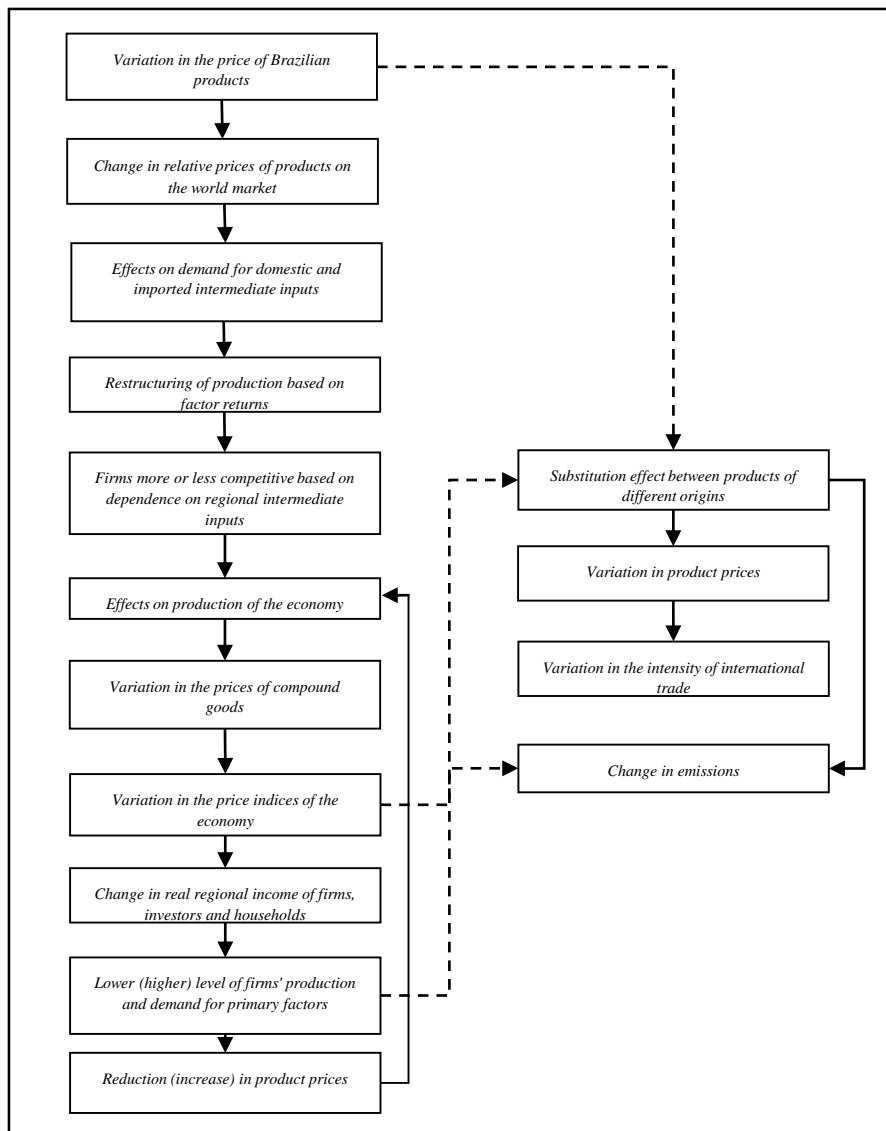 Variation in the price of Brazilian
products
Change in relative prices of products on
the world market
Effects on demand for domestic and
imported intermediate inputs
Restructuring of production based on
factor returns
Firms more or less competitive based on
dependence on regional intermediate
inputs
Effects on production of the economy
Variation in the prices of compound
goods
Variation in the price indices of the
economy
Change in real regional income of firms,
investors and households
Lower (higher) level of firms' production
and demand for primary factors
Reduction (increase) in product prices
Substitution effect between products of
different origins
Variation in product prices
Variation in the intensity of international
trade
Change in emissions